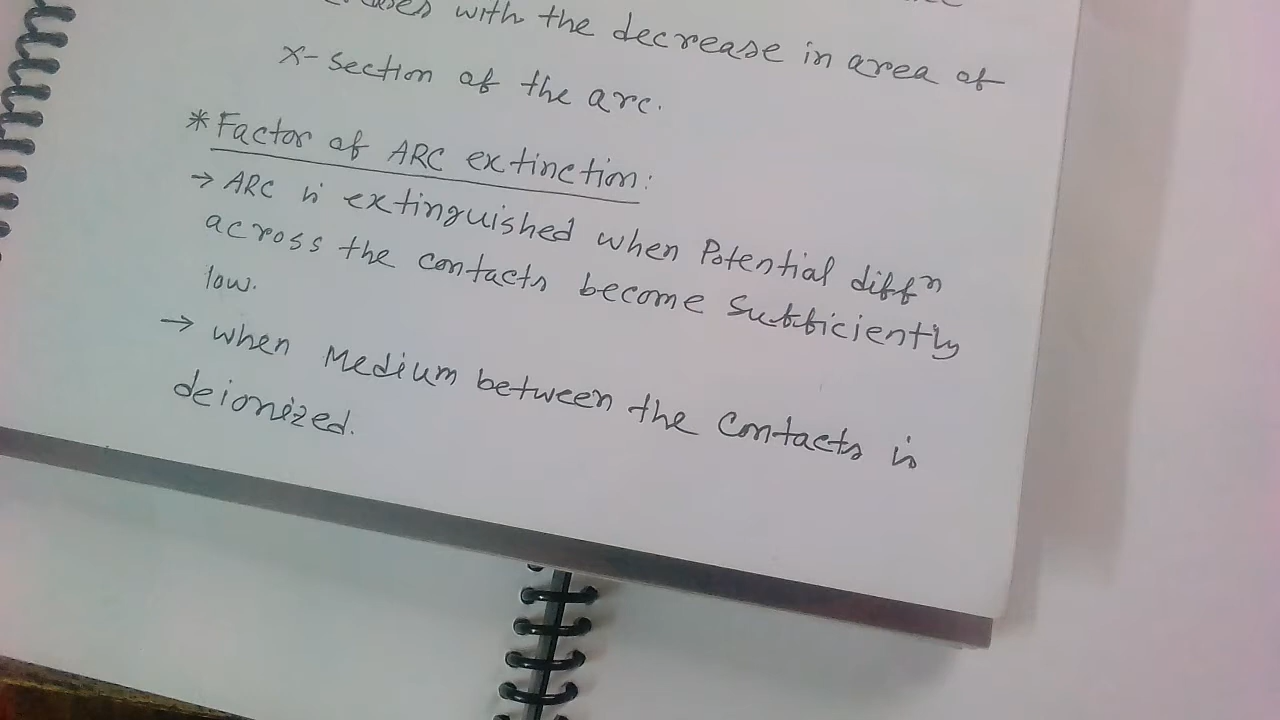 with the decrease in area of
x-section of the arc.
* Factor of ARC extinction:
→ ARC is extinguished when Potential diffn
across the contacts become sufficiently
low.
→ when Medium between the contacts is
deionized.